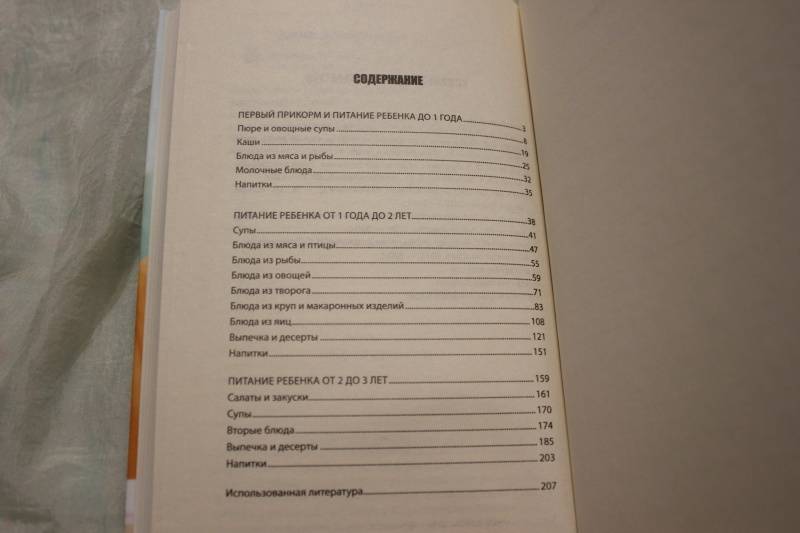 СОДЕРЖАНИЕ
ПЕРВЫЙ ПРИКОРМ И ПИТАНИЕ РЕБЕНКА ДО 1 ГОДА 3
Пюре и овощные супы 8
Каши 19
Блюда из мяса и рыбы 25
Молочные блюда 32
Напитки 35
ПИТАНИЕ РЕБЕНКА ОТ 1 ГОДА ДО 2 ЛЕТ 38
Супы 41
Блюда из мяса и птицы 47
Блюда из рыбы 55
Блюда из овощей 59
Блюда из творога 71
Блюда из круп и макаронных изделий 83
Блюда из яиц 108
Выпечка и десерты 121
Напитки 151
ПИТАНИЕ РЕБЕНКА ОТ 2 ДО 3 ЛЕТ 159
Салаты и закуски 161
Супы 170
Вторые блюда 174
Выпечка и десерты 185
Напитки 203
Использованная литература 207